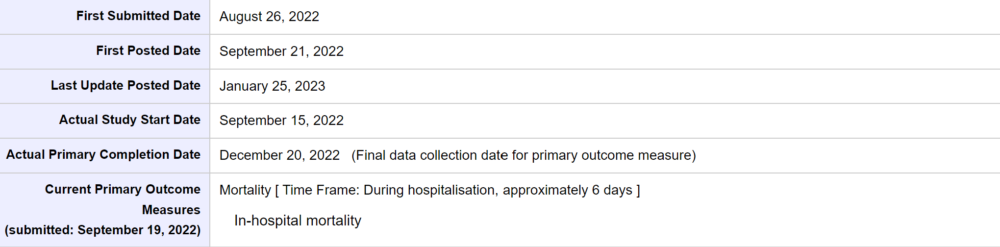 First Submitted Date August 26, 2022
First Posted Date September 21, 2022
Last Update Posted Date January 25, 2023
Actual Study Start Date September 15, 2022
Actual Primary Completion Date December 20, 2022 (Final data collection date for primary outcome measure)
Current Primary Outcome Mortality [ Time Frame: During hospitalisation, approximately 6 days ]
Measures
In-hospital mortality
(submitted: September 19, 2022)